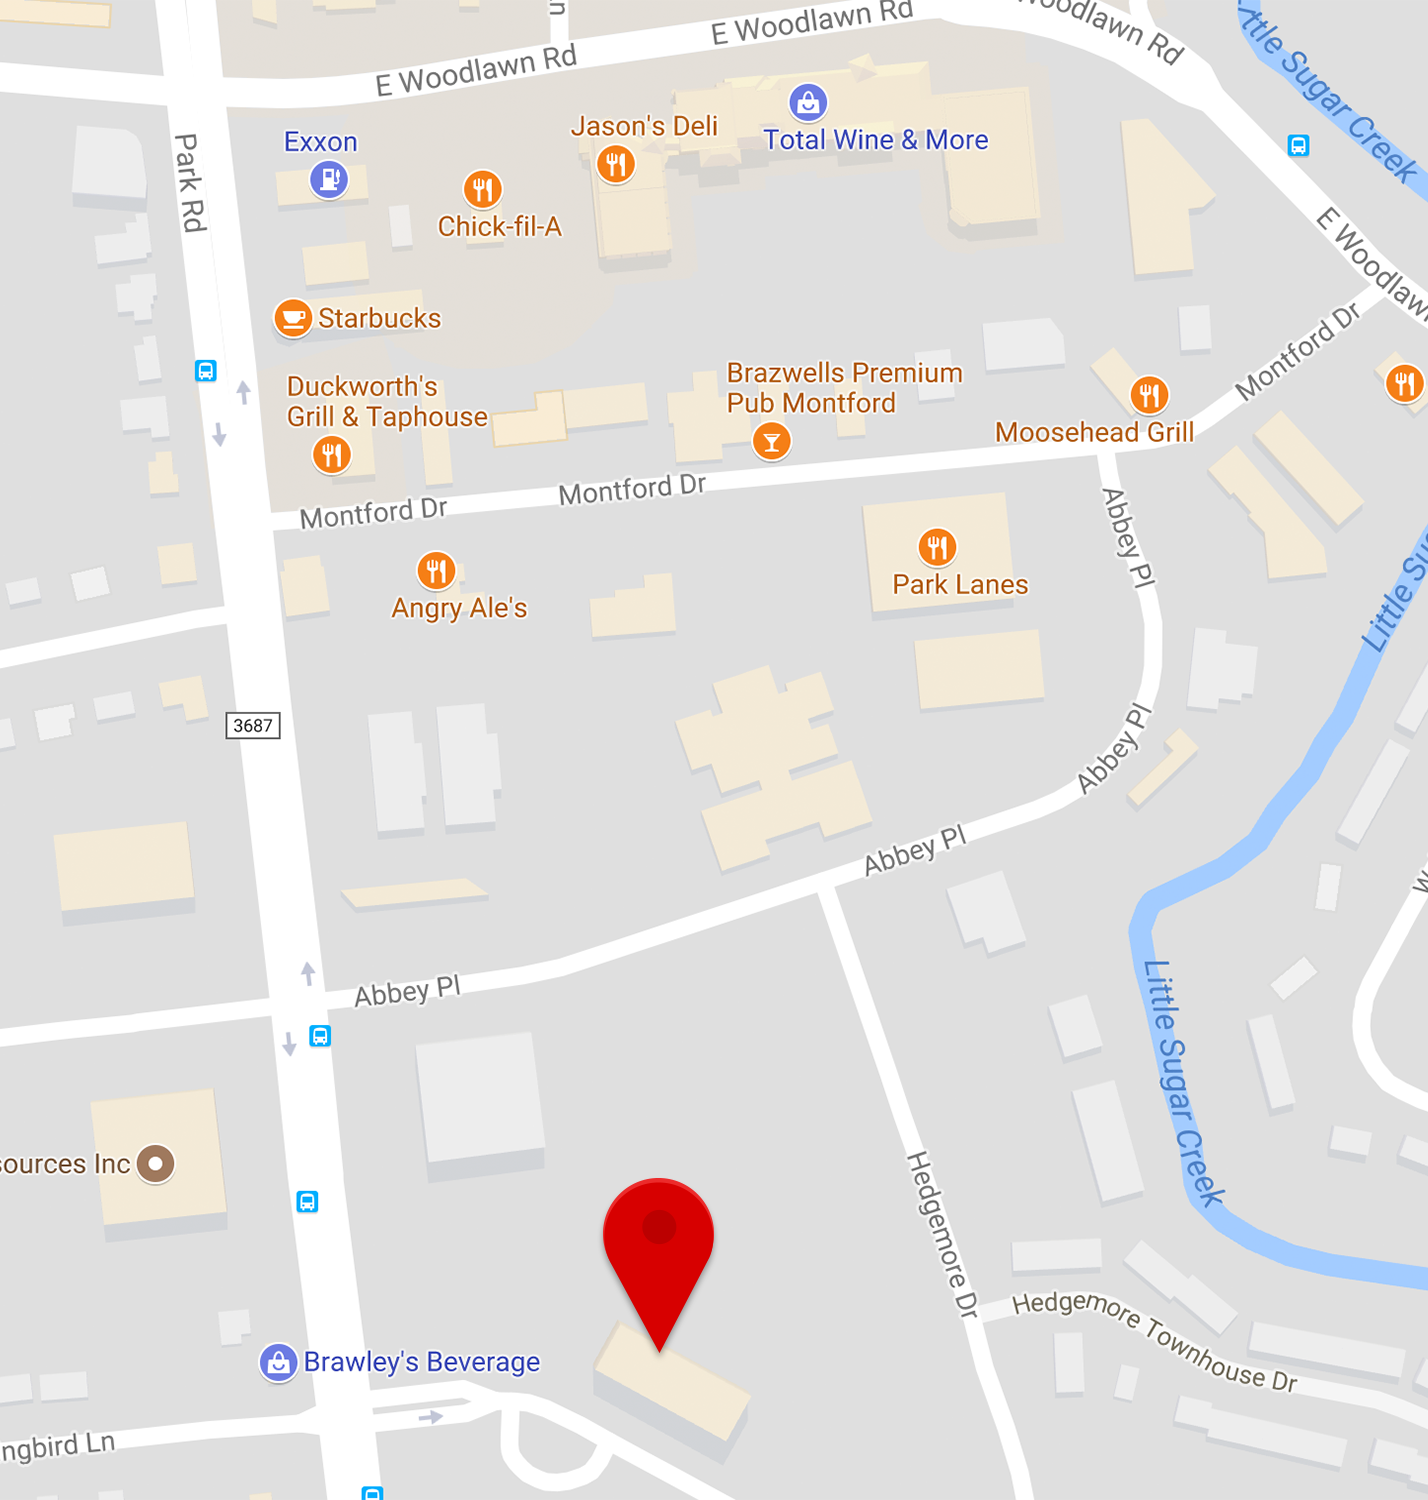 E Woodlawn Rd
E Woodlawn Rd
Woodlawn Rd
Little Sugar Creek
Park Rd
Exxon
Jason's Deli
Total Wine & More
Chick-fil-A
E Woodlawn
Starbucks
Montford Dr
Duckworth's
Grill & Taphouse
Brazwells Premium
Pub Montford
Moosehead Grill
Montford Dr
Montford Dr
Abbey Pl
Park Lanes
Angry Ale's
Little Su
3687
Abbey Pl
Abbey Pl
Abbey Pl
Little Sugar Creek
sources Inc
Hedgemore Dr
Hedgemore Townhouse Dr
Brawley's Beverage
ngbird Ln